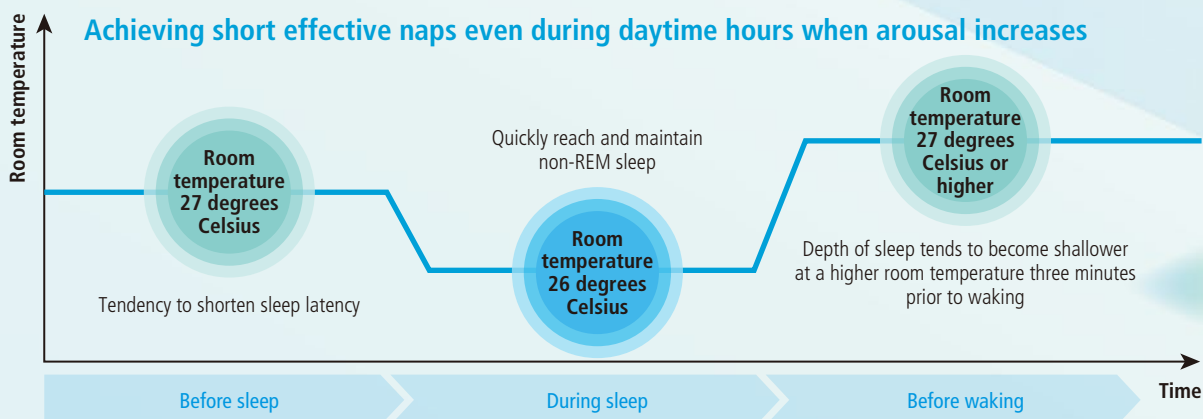 Achieving short effective naps even during daytime hours when arousal increases
Room temperature
Room
temperature
27 degrees
Celsius
Tendency to shorten sleep latency
Quickly reach and maintain
non-REM sleep
Room
temperature
26 degrees
Celsius
Room
temperature
27 degrees
Celsius or
higher
Depth of sleep tends to become shallower
at a higher room temperature three minutes
prior to waking
Before sleep
During sleep
Before waking
Time